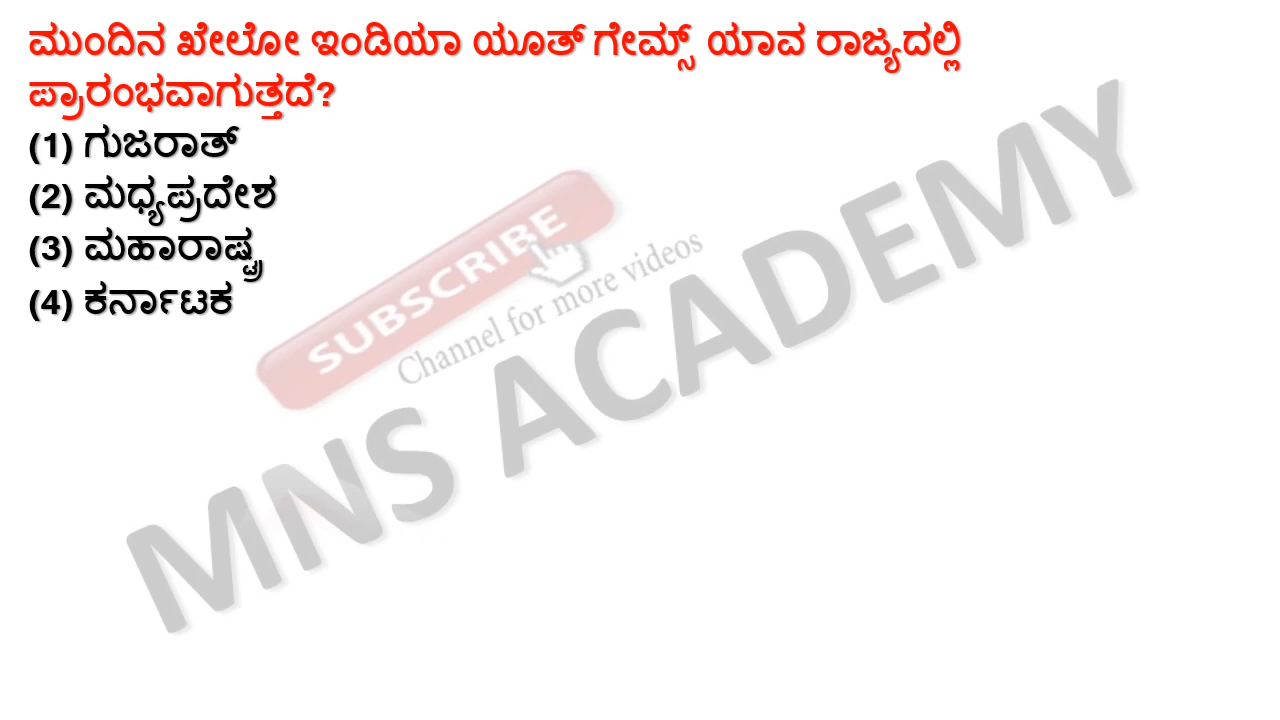 ಮುಂದಿನ ಖೇಲೋ ಇಂಡಿಯಾ ಯೂತ್ ಗೇಮ್ಸ್ ಯಾವ ರಾಜ್ಯದಲ್ಲಿ
ಪ್ರಾರಂಭವಾಗುತ್ತದೆ?
(1) ಗುಜರಾತ್
(2) ಮಧ್ಯಪ್ರದೇಶ
(3) ಮಹಾರಾಷ್ಟ್ರ
(4) ಕರ್ನಾಟಕ
SUBSCRIBE
Channel for more videos
MNS ACADEMY